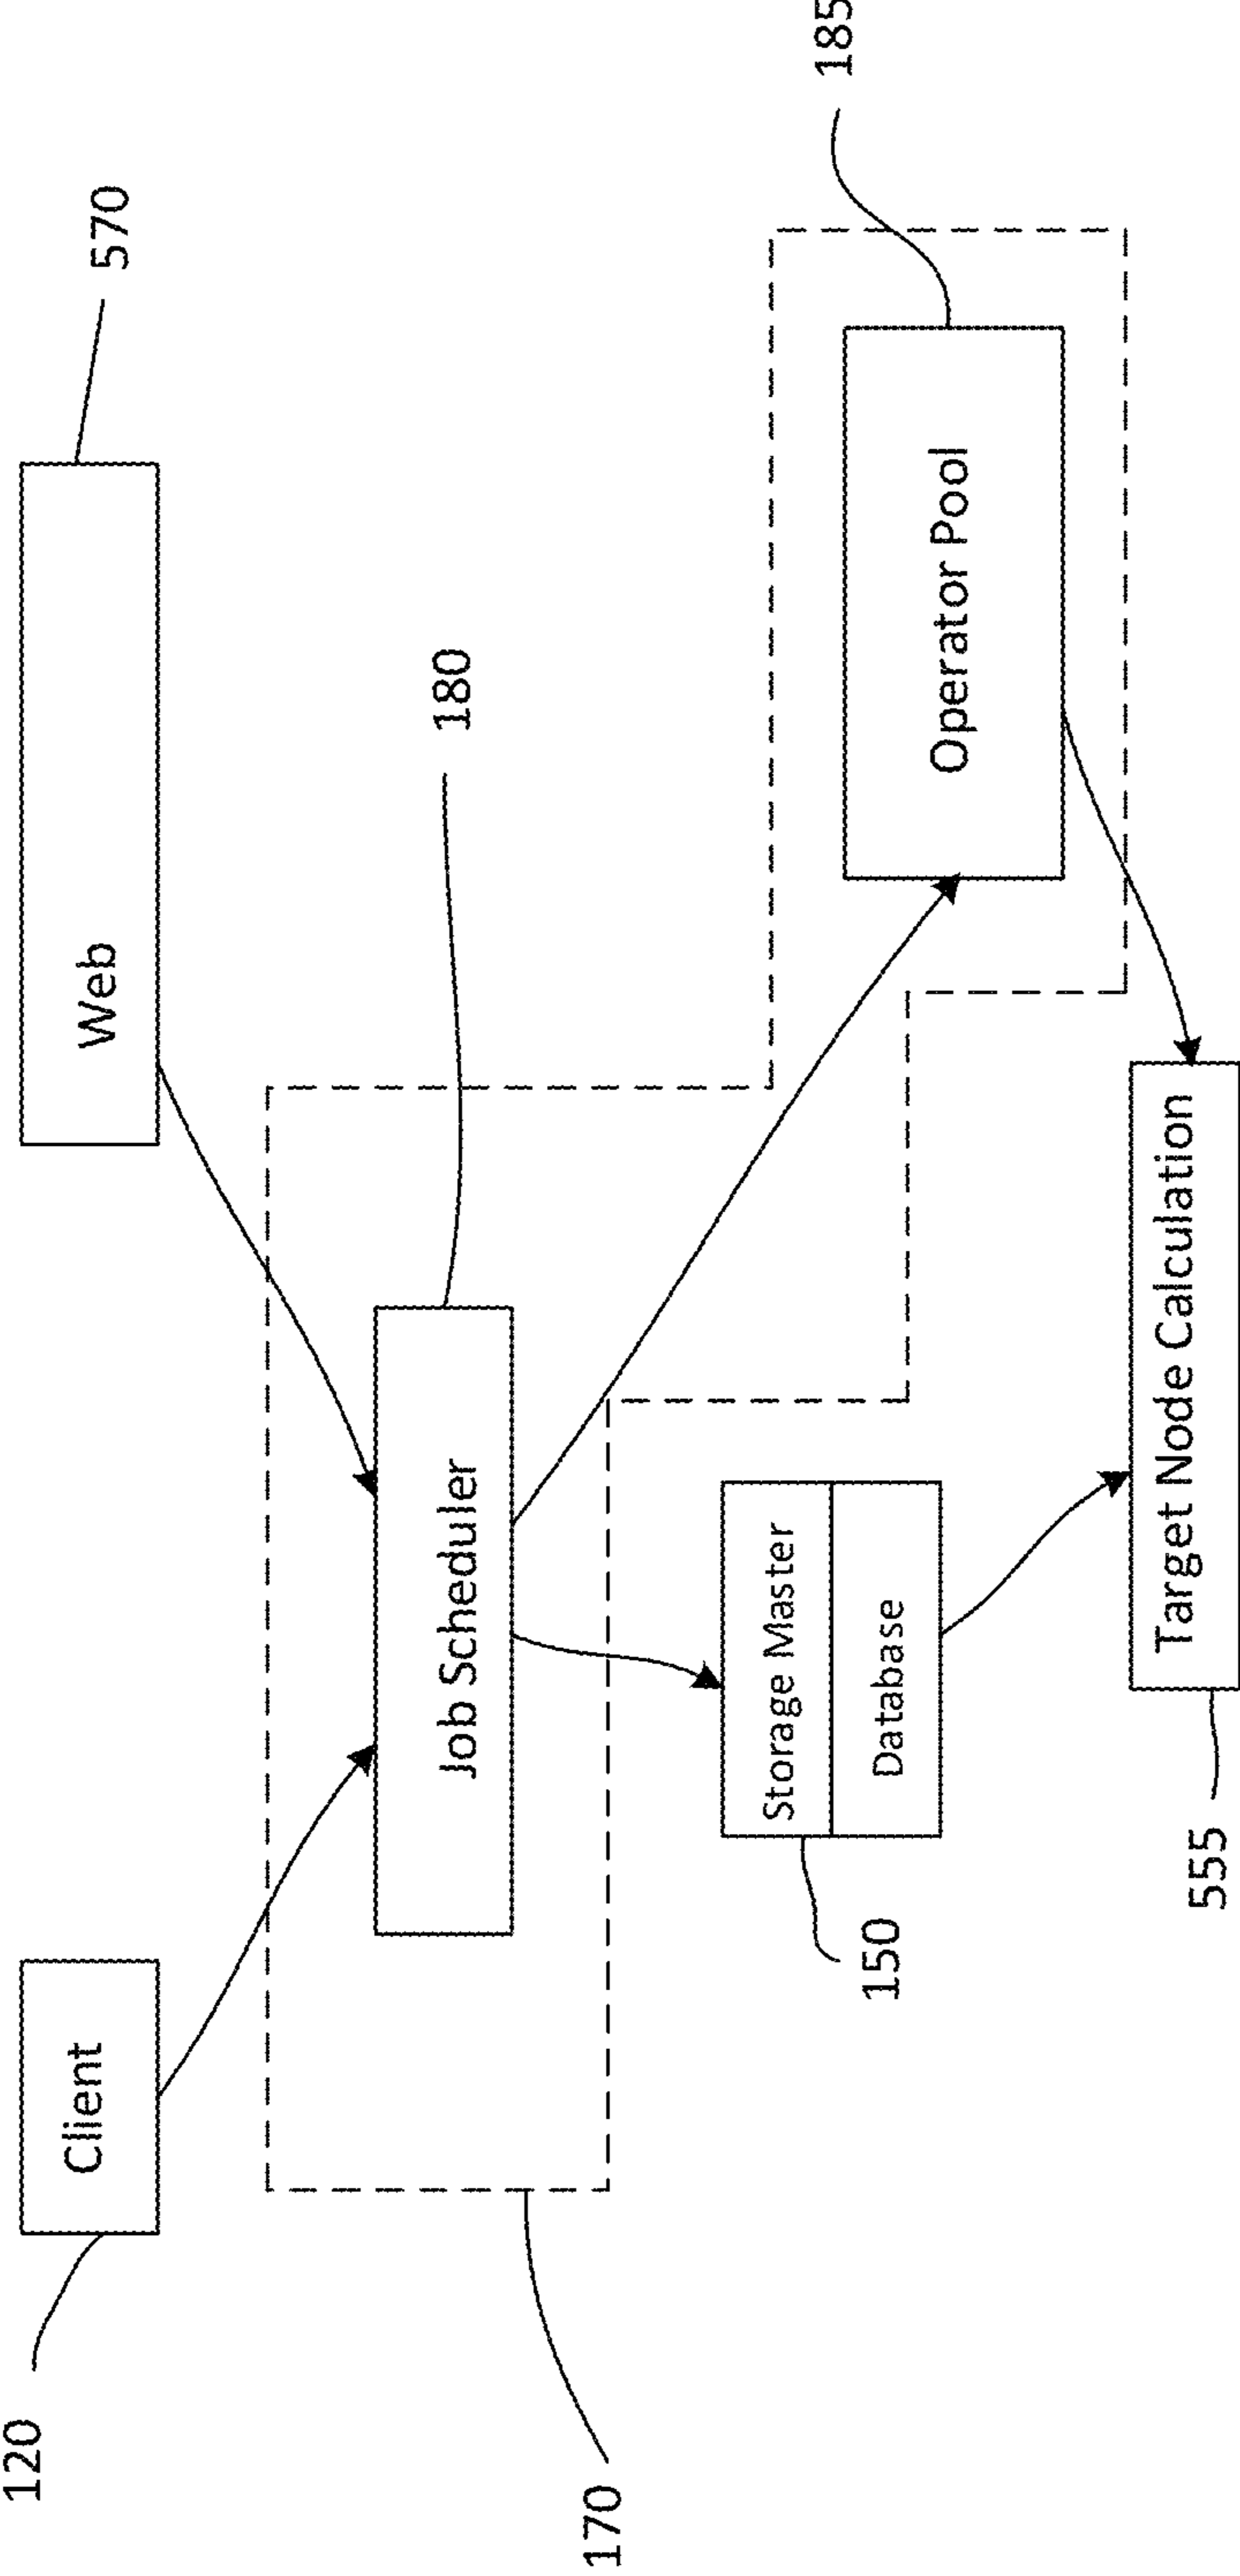 120
Client
Web
570
170
Job Scheduler
180
150
Storage Master
Database
Operator Pool
185
555
Target Node Calculation